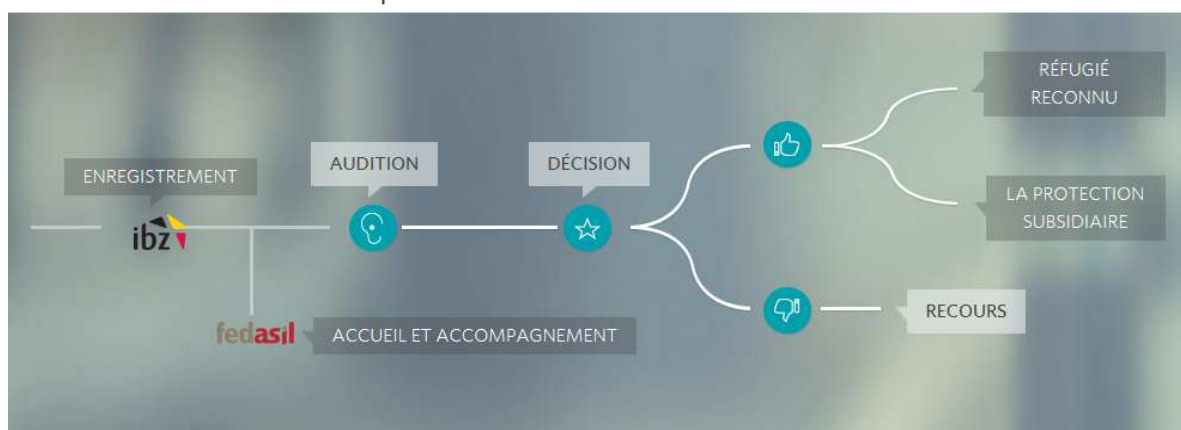 ENREGISTREMENT
ibz
fedasil
ACCUEIL ET ACCOMPAGNEMENT
AUDITION
DÉCISION
RÉFUGIÉ
RECONNU
LA PROTECTION
SUBSIDIAIRE
RECOURS